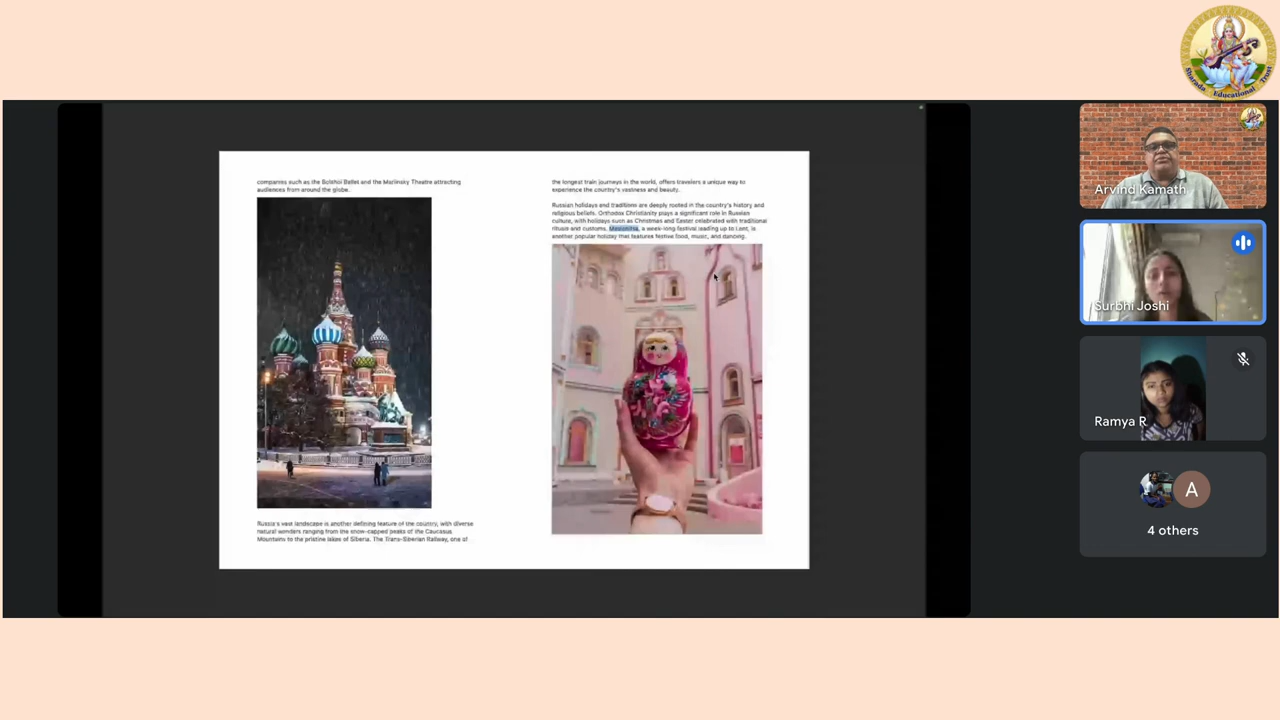 Sharada Educational Trust
companies such as the Bolshoi Ballet and the Mariinsky Theatre attracting
audiences from around the globe.
Russia's vast landscape is another defining feature of the country, with diverse
natural wonders ranging from the snow-capped peaks of the Caucasus
Mountains to the pristine lakes of Siberia. The Trans-Siberian Railway, one of
the longest train journeys in the world, offers travelers a unique way to
experience the country's vastness and beauty.
Russian holidays and traditions are deeply rooted in the country's history and
religious beliefs. Orthodox Christianity plays a significant role in Russian
culture, with holidays such as Christmas and Easter celebrated with traditional
rituals and customs. Maslenitsa, a week-long festival leading up to Lent, is
another popular holiday that features festive food, music, and dancing.
Arvind Kamath
Surbhi Joshi
Ramya R
A
4 others